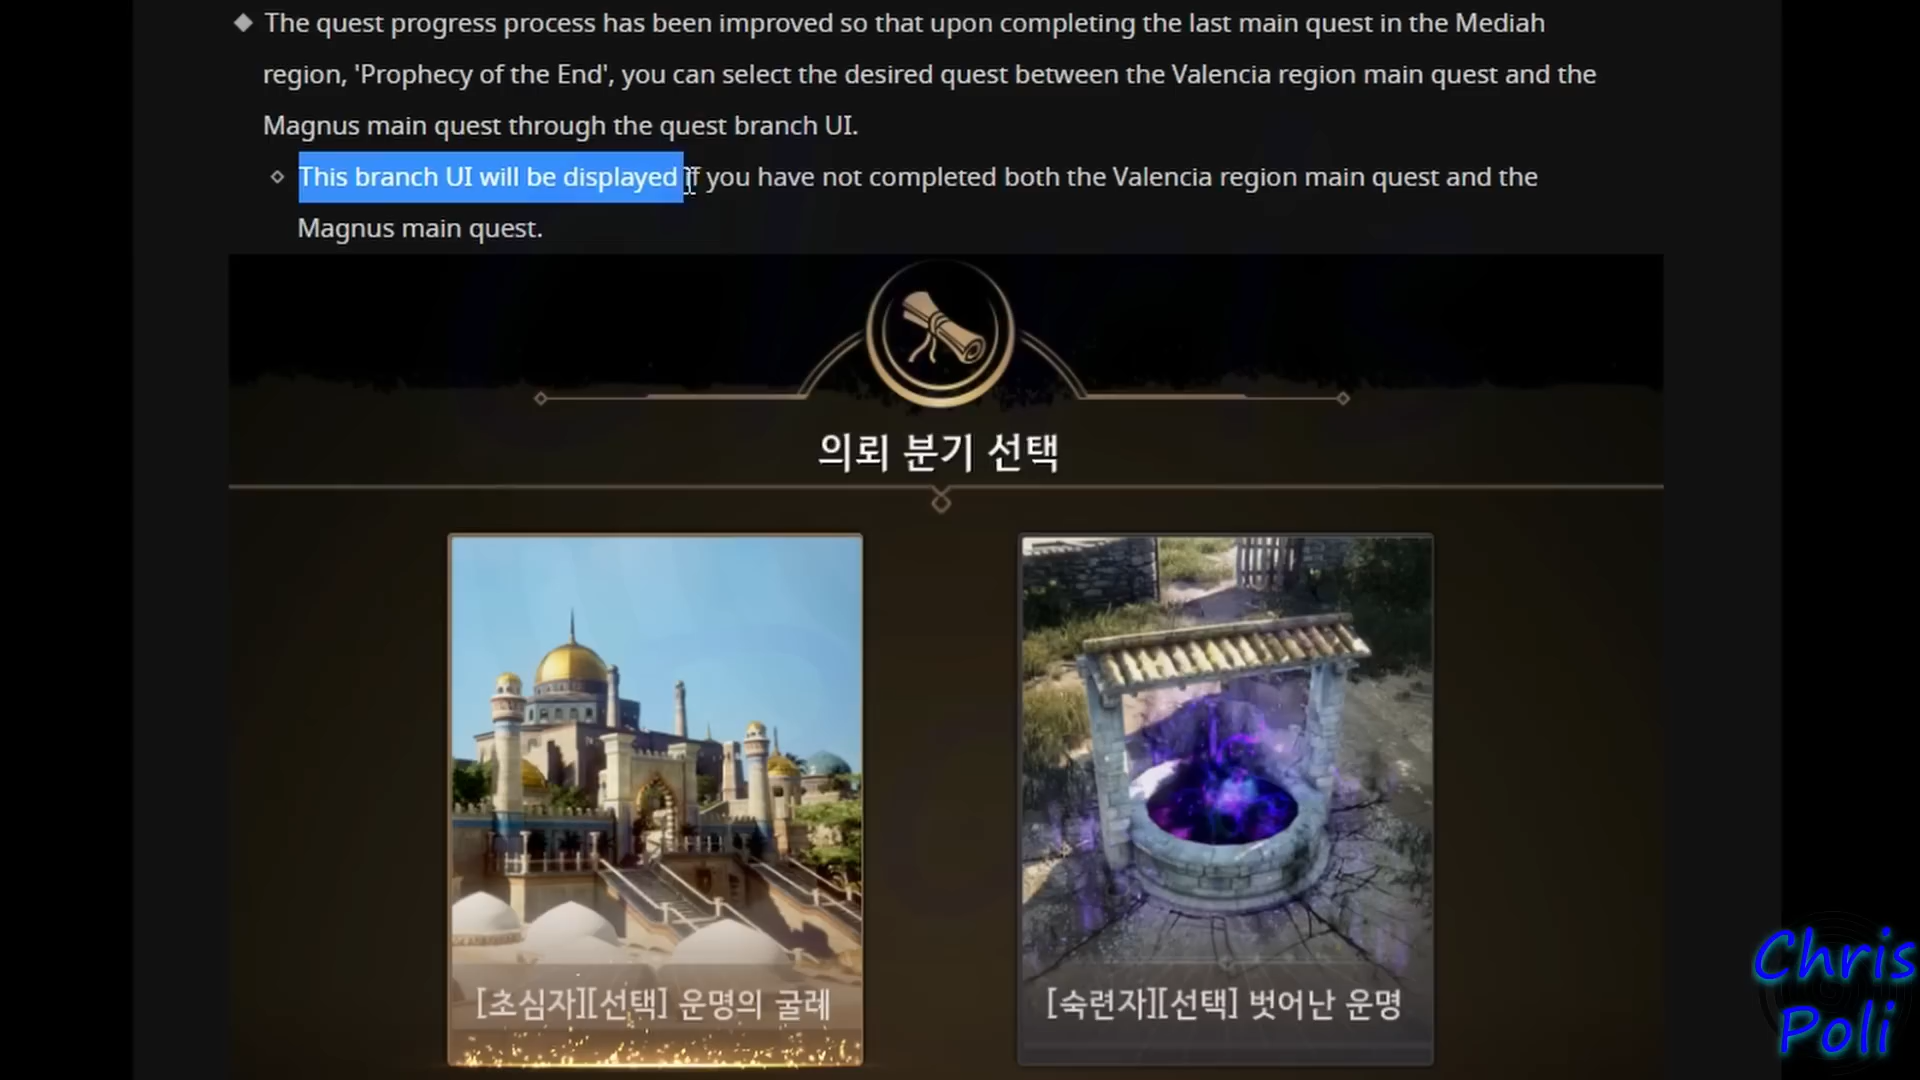 The quest progress process has been improved so that upon completing the last main quest in the Mediah
region, 'Prophecy of the End', you can select the desired quest between the Valencia region main quest and the
Magnus main quest through the quest branch UI.
This branch UI will be displayed if you have not completed both the Valencia region main quest and the
Magnus main quest.
의뢰 분기 선택
[초심자][선택] 운명의 굴레
[숙련자][선택] 벗어난 운명
Chris
Poli